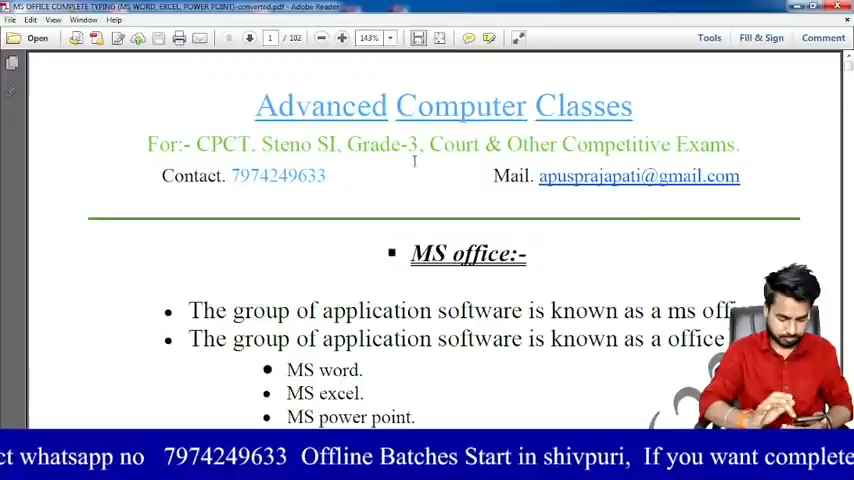 MS OFFICE COMPLETE TYPING (MS WORD, EXCEL, POWER POINT)-converted.pdf - Adobe Reader
File Edit View Window Help
Open 1 / 102 143% Tools Fill & Sign Comment
Advanced Computer Classes
For:- CPCT, Steno SI, Grade-3, Court & Other Competitive Exams.
Contact. 7974249633 Mail. apusprajapati@gmail.com
MS office:-
• The group of application software is known as a ms off
• The group of application software is known as a office
• MS word.
• MS excel.
• MS power point.
ct whatsapp no 7974249633 Offline Batches Start in shivpuri, If you want complete